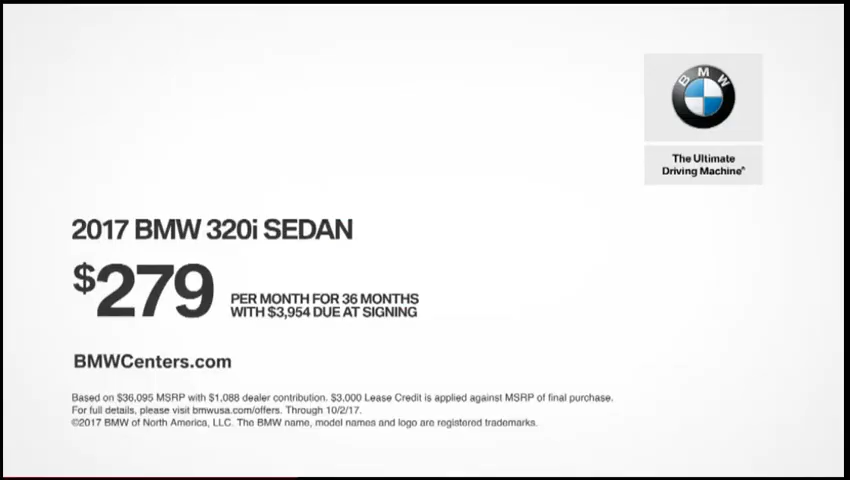 BMW
The Ultimate
Driving Machine®
2017 BMW 320i SEDAN
$279
PER MONTH FOR 36 MONTHS
WITH $3,954 DUE AT SIGNING
BMWCenters.com
Based on $36,095 MSRP with $1,088 dealer contribution. $3,000 Lease Credit is applied against MSRP of final purchase.
For full details, please visit bmwusa.com/offers. Through 10/2/17.
©2017 BMW of North America, LLC. The BMW name, model names and logo are registered trademarks.